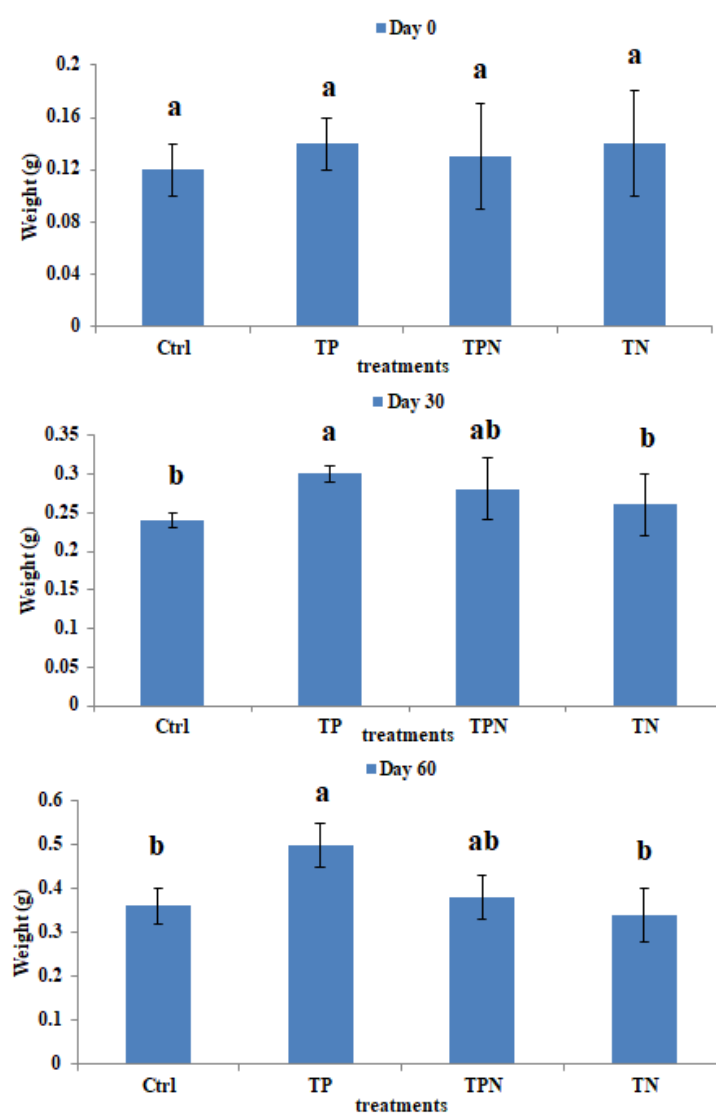 Day 0
0.2
0.16
0.12
0.08
0.04
0
Weight (g)
a a a a
Ctrl TP TPN TN
treatments
Day 30
0.35
0.3
0.25
0.2
0.15
0.1
0.05
0
Weight (g)
b a ab b
Ctrl TP TPN TN
treatments
Day 60
0.6
0.5
0.4
0.3
0.2
0.1
0
Weight (g)
b a ab b
Ctrl TP TPN TN
treatments